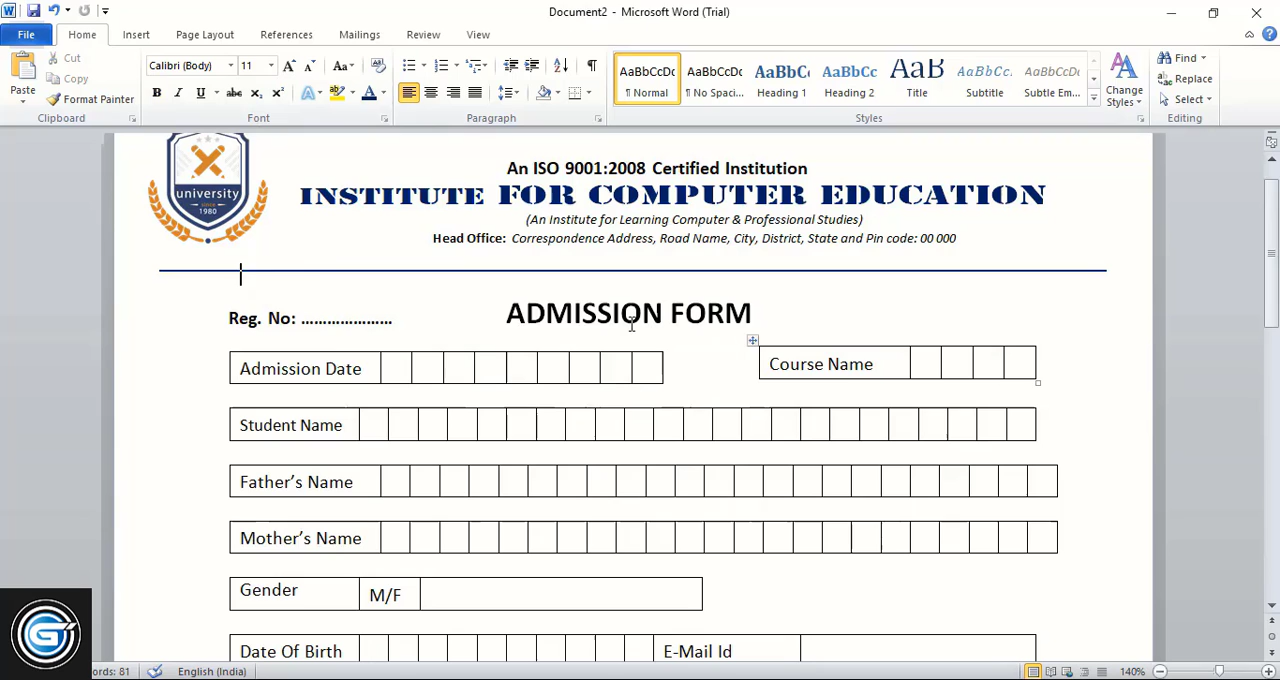 Document2 - Microsoft Word (Trial)
File Home Insert Page Layout References Mailings Review View
Paste
Cut
Copy
Format Painter
Clipboard
Calibri (Body) 11
Font
Paragraph
AaBbCcDc ¶ Normal
AaBbCcDc ¶ No Spaci...
AaBbCc Heading 1
AaBbCc Heading 2
AaB Title
AaBbCc. Subtitle
AaBbCcDc Subtle Em...
Change Styles
Styles
Find
Replace
Select
Editing
university
since
1980
An ISO 9001:2008 Certified Institution
INSTITUTE FOR COMPUTER EDUCATION
(An Institute for Learning Computer & Professional Studies)
Head Office: Correspondence Address, Road Name, City, District, State and Pin code: 00 000
Reg. No: ..................... ADMISSION FORM
Admission Date Course Name
Student Name
Father’s Name
Mother’s Name
Gender M/F
Date Of Birth E-Mail Id
ords: 81 English (India) 140%